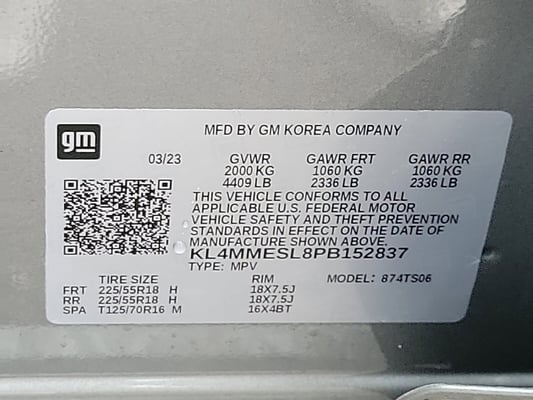 gm
MFD BY GM KOREA COMPANY
03/23 GVWR GAWR FRT GAWR RR
2000 KG 1060 KG 1060 KG
4409 LB 2336 LB 2336 LB
THIS VEHICLE CONFORMS TO ALL
APPLICABLE U.S. FEDERAL MOTOR
VEHICLE SAFETY AND THEFT PREVENTION
STANDARDS IN EFFECT ON THE DATE OF
MANUFACTURE SHOWN ABOVE.
KL4MMESL8PB152837
TYPE: MPV
TIRE SIZE RIM MODEL: 874TS06
FRT 225/55R18 H 18X7.5J
RR 225/55R18 H 18X7.5J
SPA T125/70R16 M 16X4BT